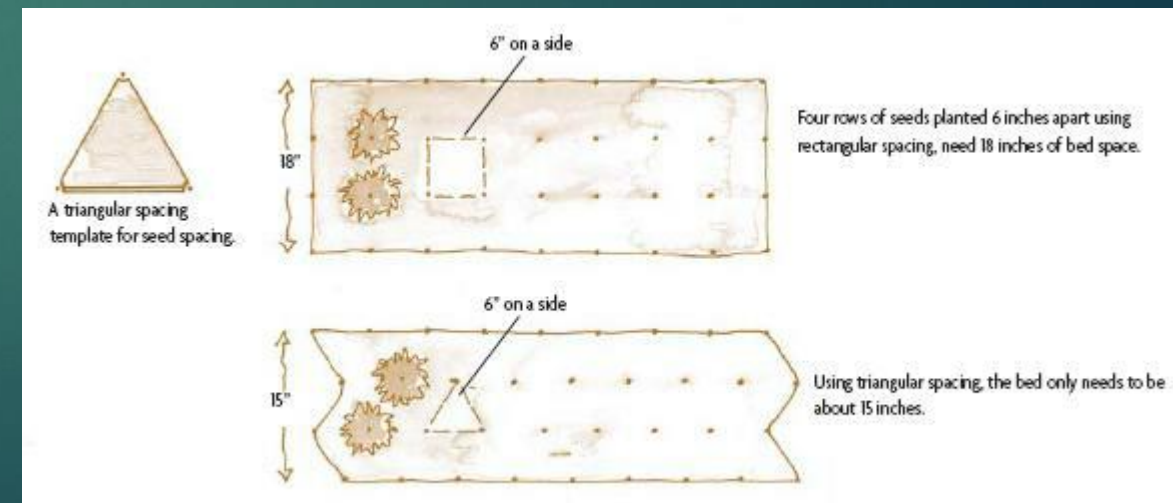 6" on a side
18"
Four rows of seeds planted 6 inches apart using
rectangular spacing, need 18 inches of bed space.
A triangular spacing
template for seed spacing.
6" on a side
15"
Using triangular spacing, the bed only needs to be
about 15 inches.